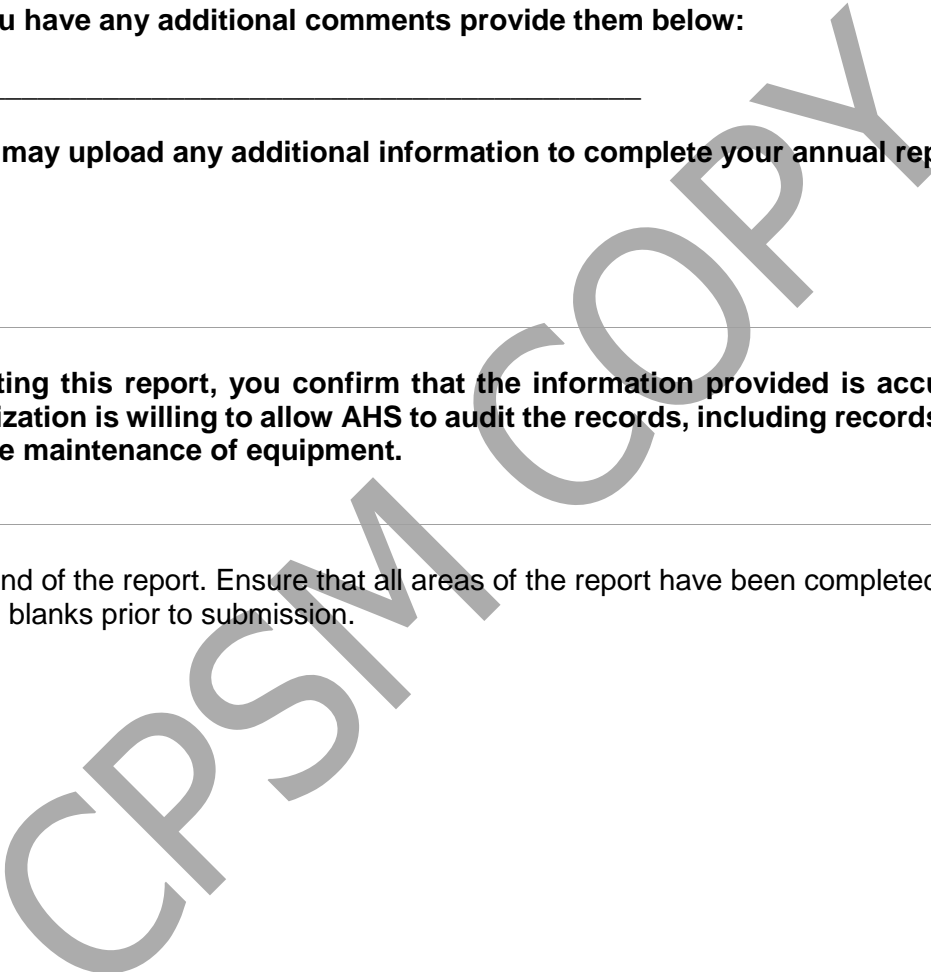 u have any additional comments provide them below:
________________________________________
may upload any additional information to complete your annual rep
ting this report, you confirm that the information provided is accu
ization is willing to allow AHS to audit the records, including records
e maintenance of equipment.
nd of the report. Ensure that all areas of the report have been completed
blanks prior to submission.
CPSM COPY